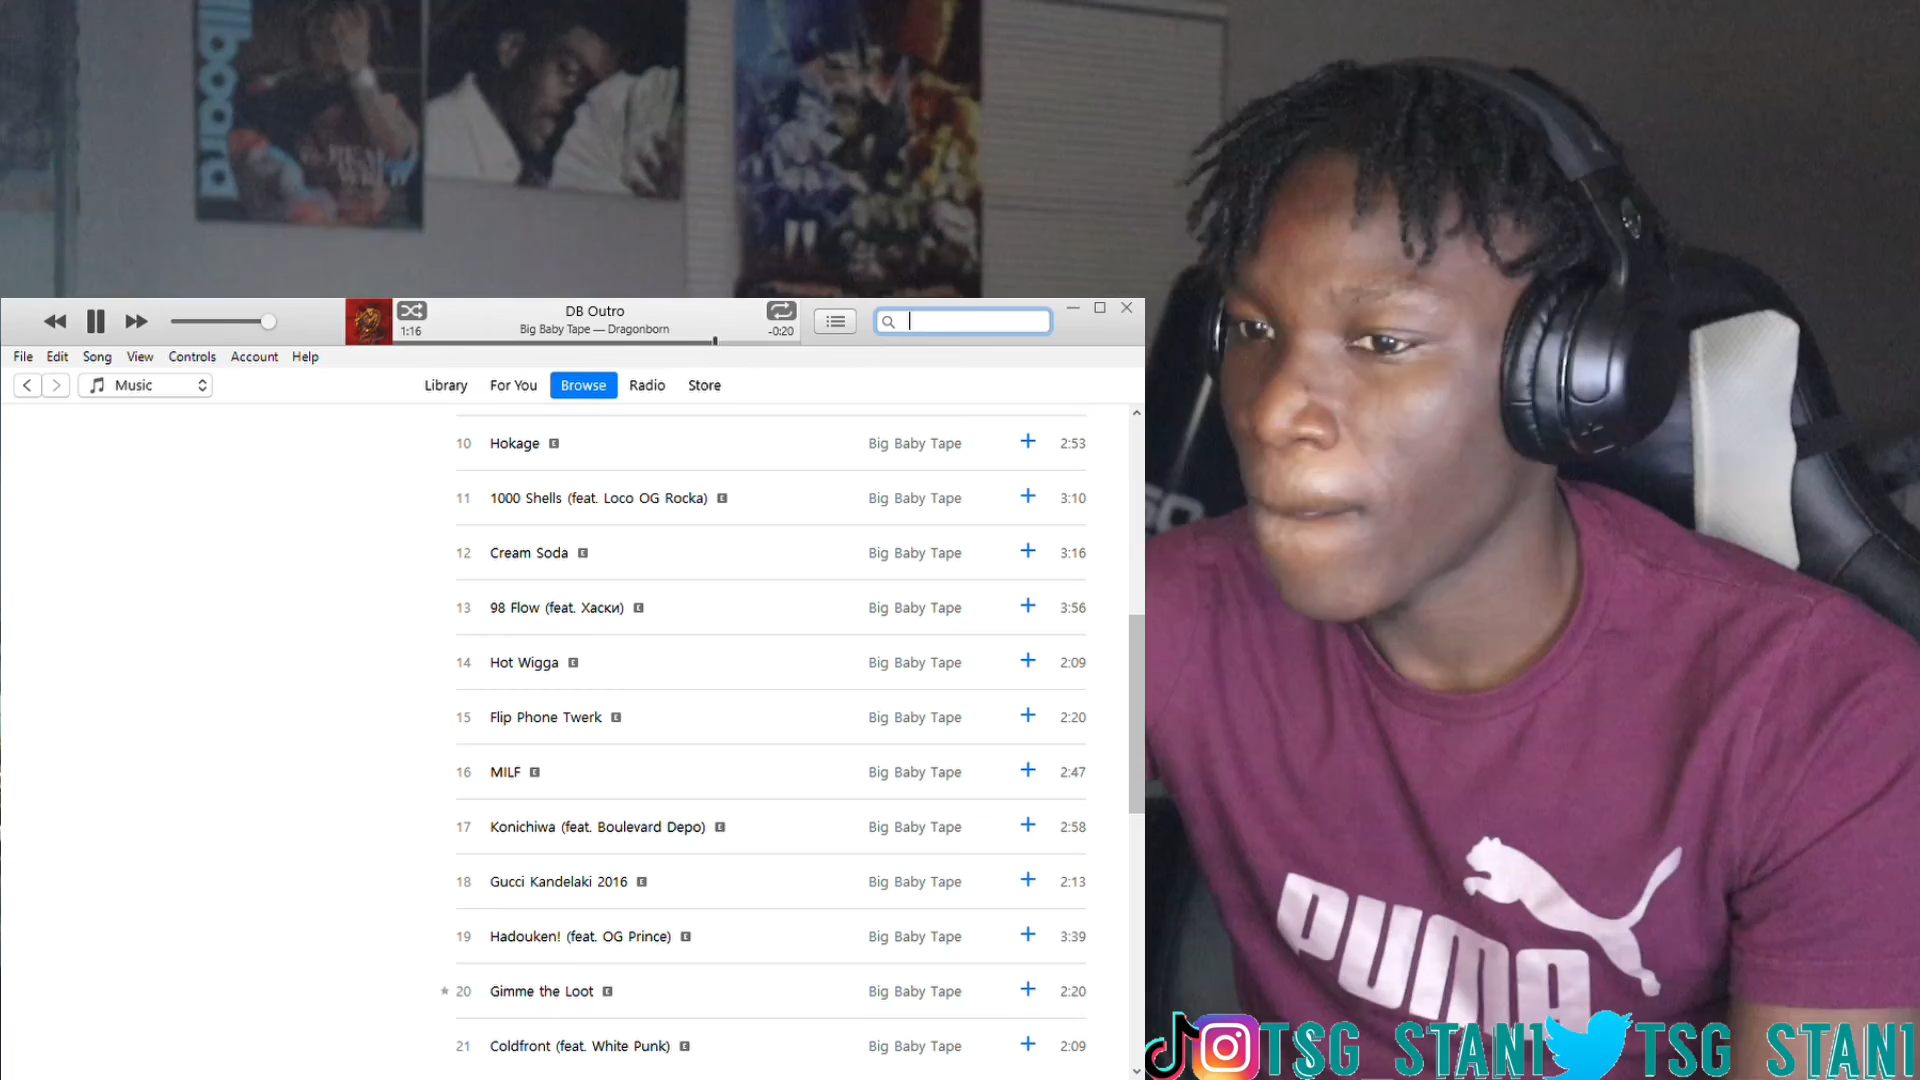 billboard
DB Outro
1:16
Big Baby Tape — Dragonborn
-0:20
File Edit Song View Controls Account Help
Music
Library For You Browse Radio Store
10 Hokage E Big Baby Tape + 2:53
11 1000 Shells (feat. Loco OG Rocka) E Big Baby Tape + 3:10
12 Cream Soda E Big Baby Tape + 3:16
13 98 Flow (feat. Хаски) E Big Baby Tape + 3:56
14 Hot Wigga E Big Baby Tape + 2:09
15 Flip Phone Twerk E Big Baby Tape + 2:20
16 MILF E Big Baby Tape + 2:47
17 Konichiwa (feat. Boulevard Depo) E Big Baby Tape + 2:58
18 Gucci Kandelaki 2016 E Big Baby Tape + 2:13
19 Hadouken! (feat. OG Prince) E Big Baby Tape + 3:39
★ 20 Gimme the Loot E Big Baby Tape + 2:20
21 Coldfront (feat. White Punk) E Big Baby Tape + 2:09
PUMA
TSG_STAN1 TSG_STAN1